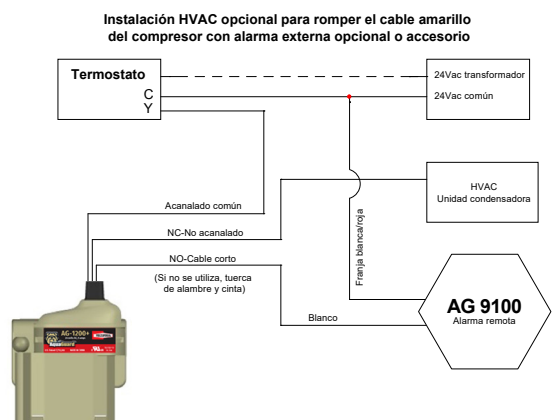 Instalación HVAC opcional para romper el cable amarillo
del compresor con alarma externa opcional o accesorio
Termostato
C
Y
24Vac transformador
24Vac común
HVAC
Unidad condensadora
Acanalado común
NC-No acanalado
NO-Cable corto
(Si no se utiliza, tuerca
de alambre y cinta)
Franja blanca/roja
Blanco
AG 9100
Alarma remota
AG-1200+